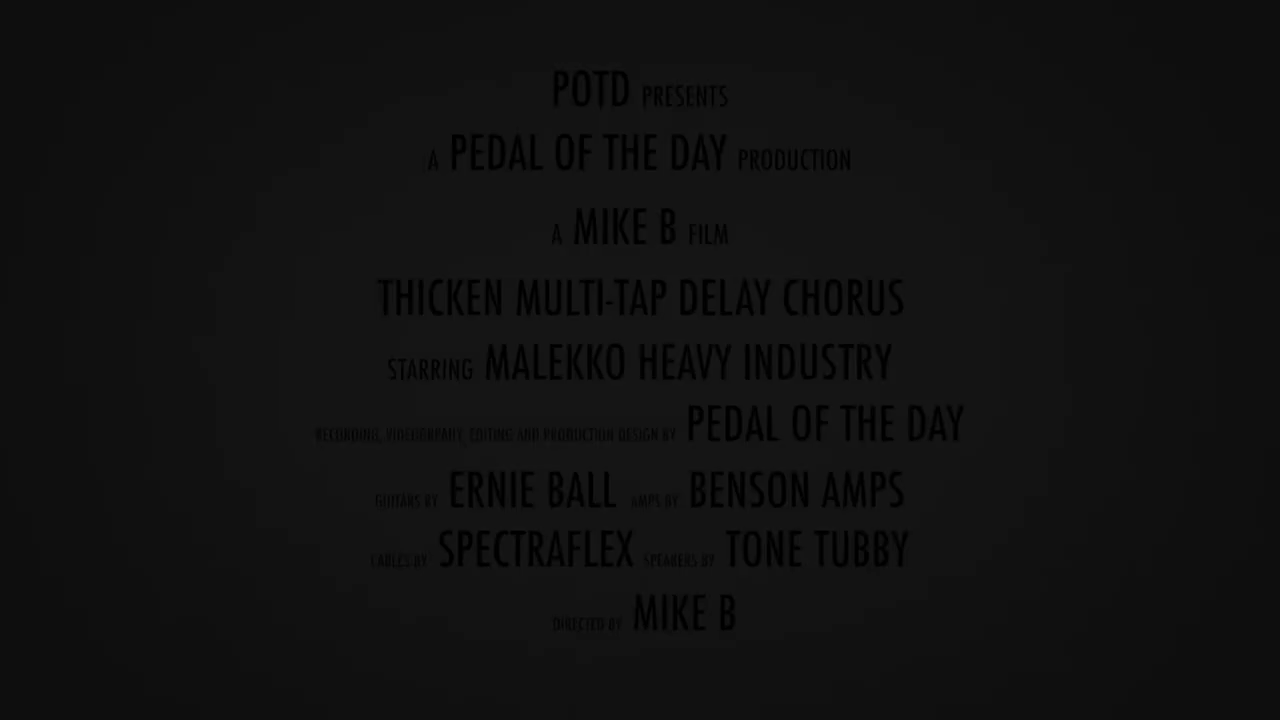 POTD PRESENTS
A PEDAL OF THE DAY PRODUCTION
A MIKE B FILM
THICKEN MULTI-TAP DELAY CHORUS
STARRING MALEKKO HEAVY INDUSTRY
RECORDING, VIDEOGRAPHY, EDITING AND PRODUCTION DESIGN BY PEDAL OF THE DAY
GUITARS BY ERNIE BALL AMPS BY BENSON AMPS
CABLES BY SPECTRAFLEX SPEAKERS BY TONE TUBBY
DIRECTED BY MIKE B